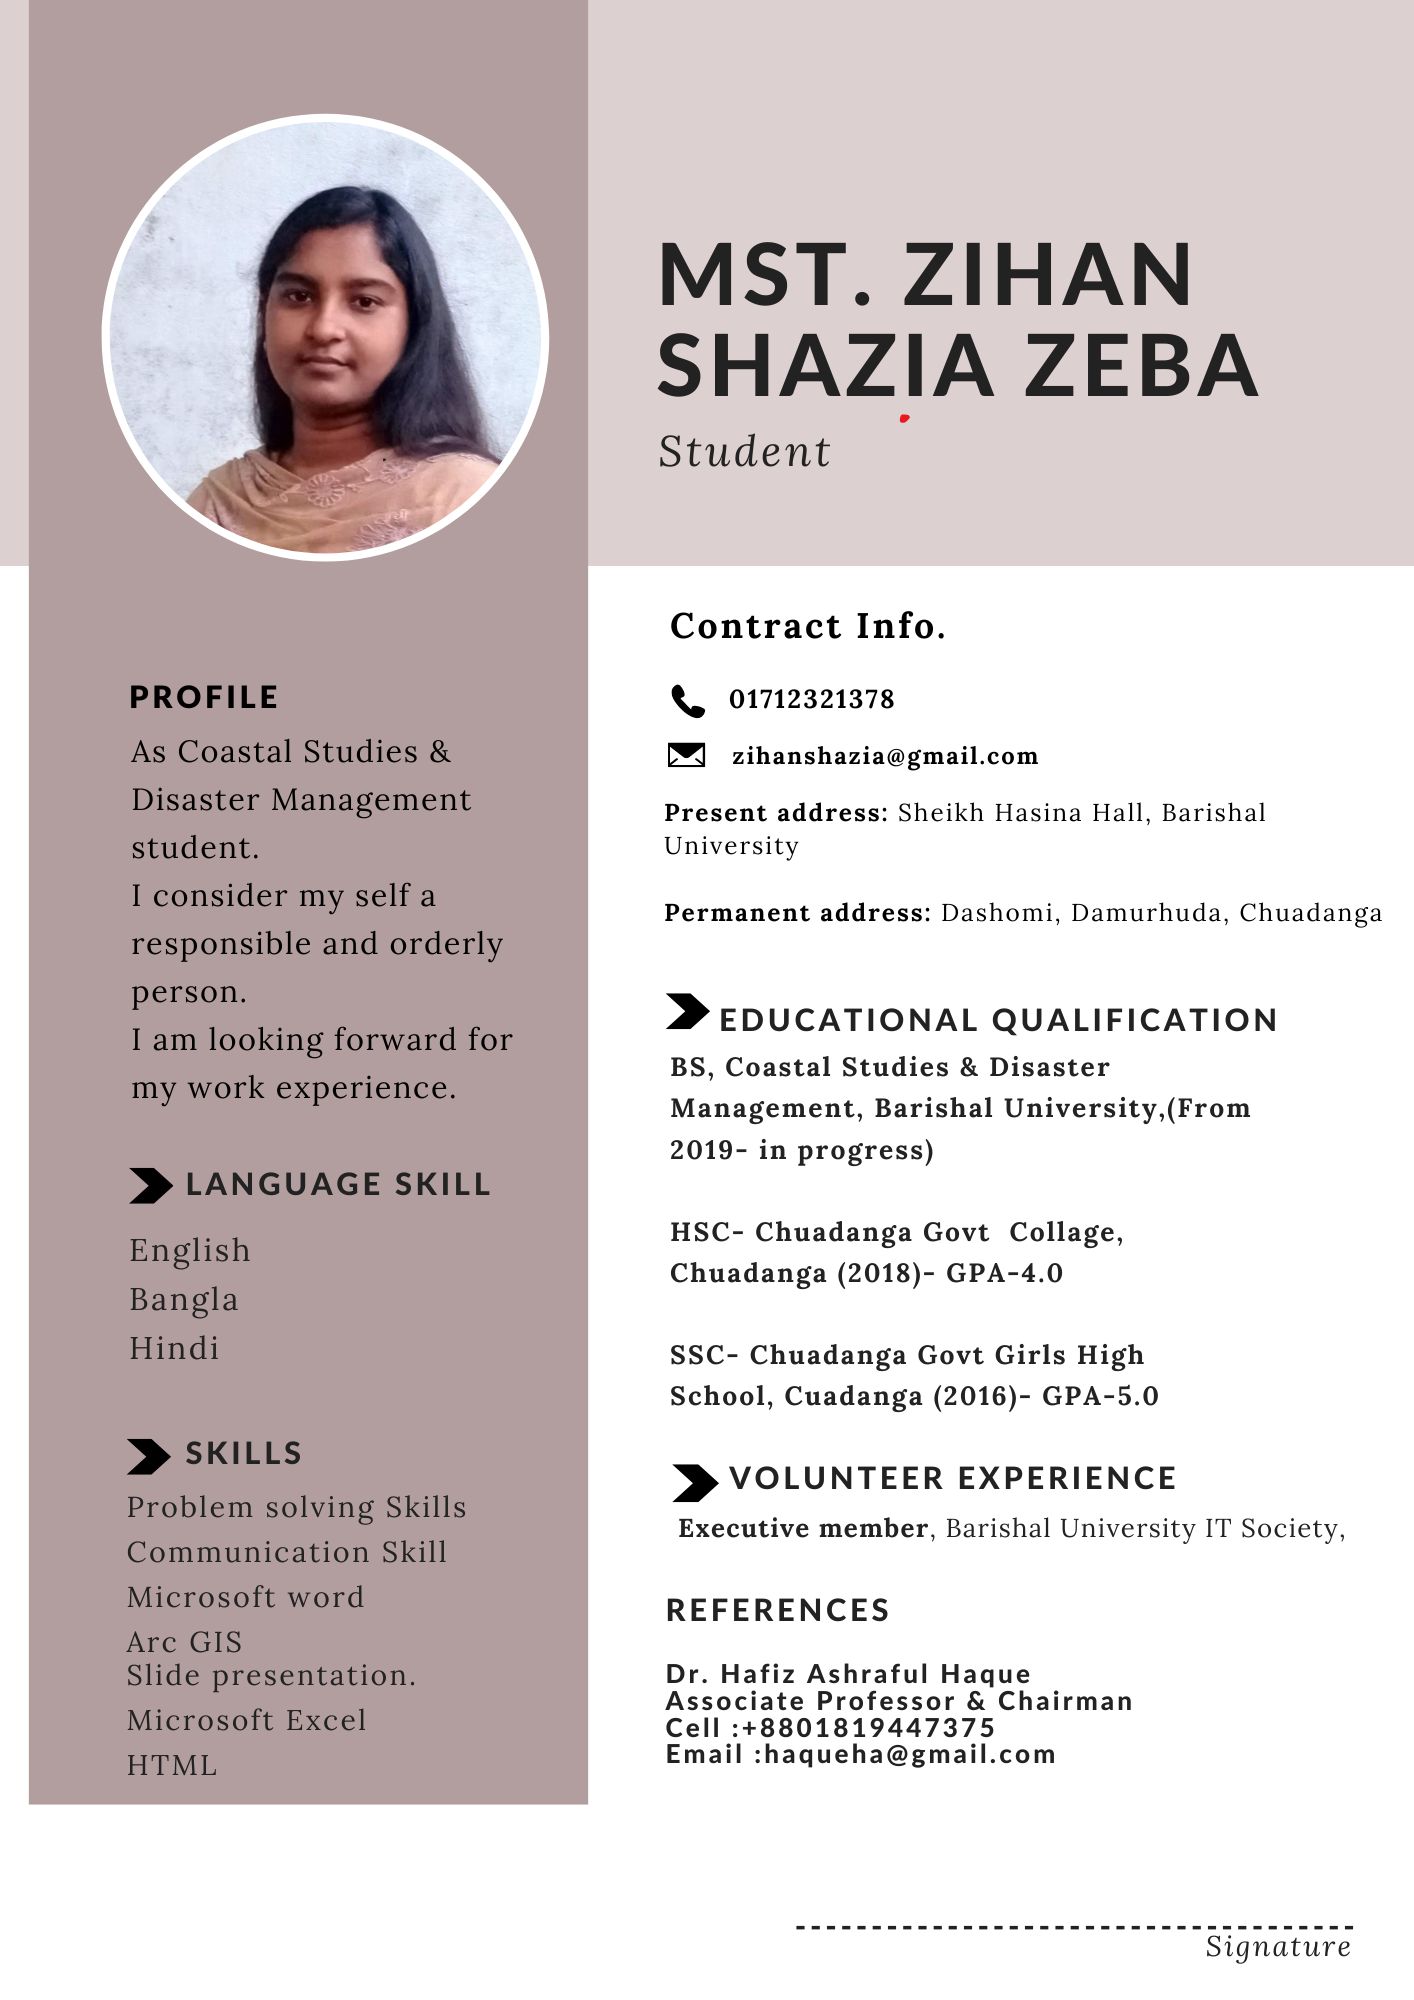 MST. ZIHAN
SHAZIA ZEBA
Student
PROFILE
As Coastal Studies &
Disaster Management
student.
I consider my self a
responsible and orderly
person.
I am looking forward for
my work experience.
LANGUAGE SKILL
English
Bangla
Hindi
SKILLS
Problem solving Skills
Communication Skill
Microsoft word
Arc GIS
Slide presentation.
Microsoft Excel
HTML
Contract Info.
01712321378
zihanshazia@gmail.com
Present address: Sheikh Hasina Hall, Barishal
University
Permanent address: Dashomi, Damurhuda, Chuadanga
EDUCATIONAL QUALIFICATION
BS, Coastal Studies & Disaster
Management, Barishal University,(From
2019- in progress)
HSC- Chuadanga Govt  Collage,
Chuadanga (2018)- GPA-4.0
SSC- Chuadanga Govt Girls High
School, Cuadanga (2016)- GPA-5.0
VOLUNTEER EXPERIENCE
Executive member, Barishal University IT Society,
REFERENCES
Dr. Hafiz Ashraful Haque
Associate Professor & Chairman
Cell :+8801819447375
Email :haqueha@gmail.com
Signature